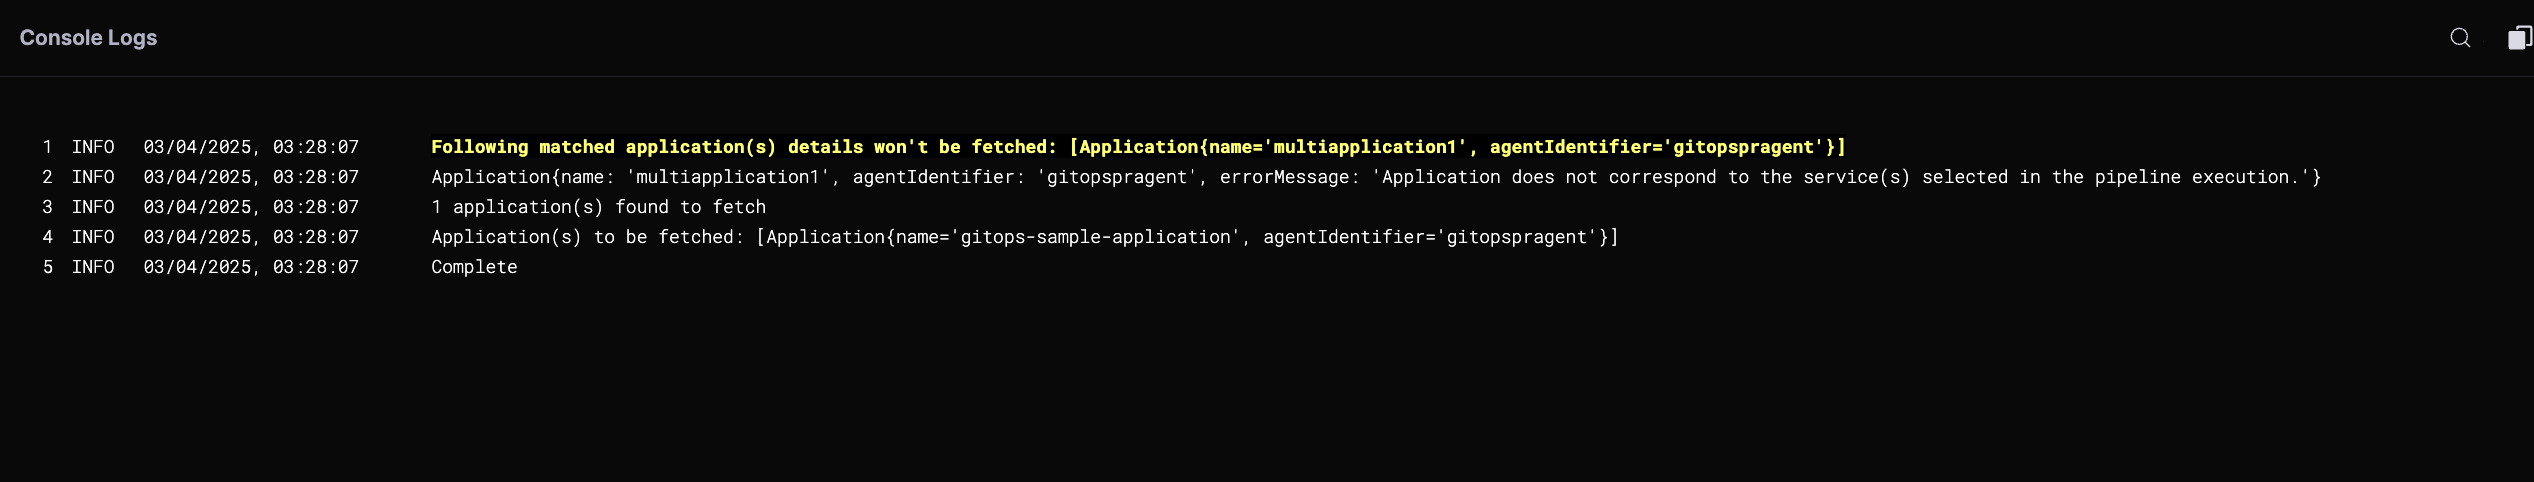 Console Logs
1 INFO 03/04/2025, 03:28:07 Following matched application(s) details won't be fetched: [Application{name='multiapplication1', agentIdentifier='gitopspragent'}]
2 INFO 03/04/2025, 03:28:07 Application{name: 'multiapplication1', agentIdentifier: 'gitopspragent', errorMessage: 'Application does not correspond to the service(s) selected in the pipeline execution.'}
3 INFO 03/04/2025, 03:28:07 1 application(s) found to fetch
4 INFO 03/04/2025, 03:28:07 Application(s) to be fetched: [Application{name='gitops-sample-application', agentIdentifier='gitopspragent'}]
5 INFO 03/04/2025, 03:28:07 Complete